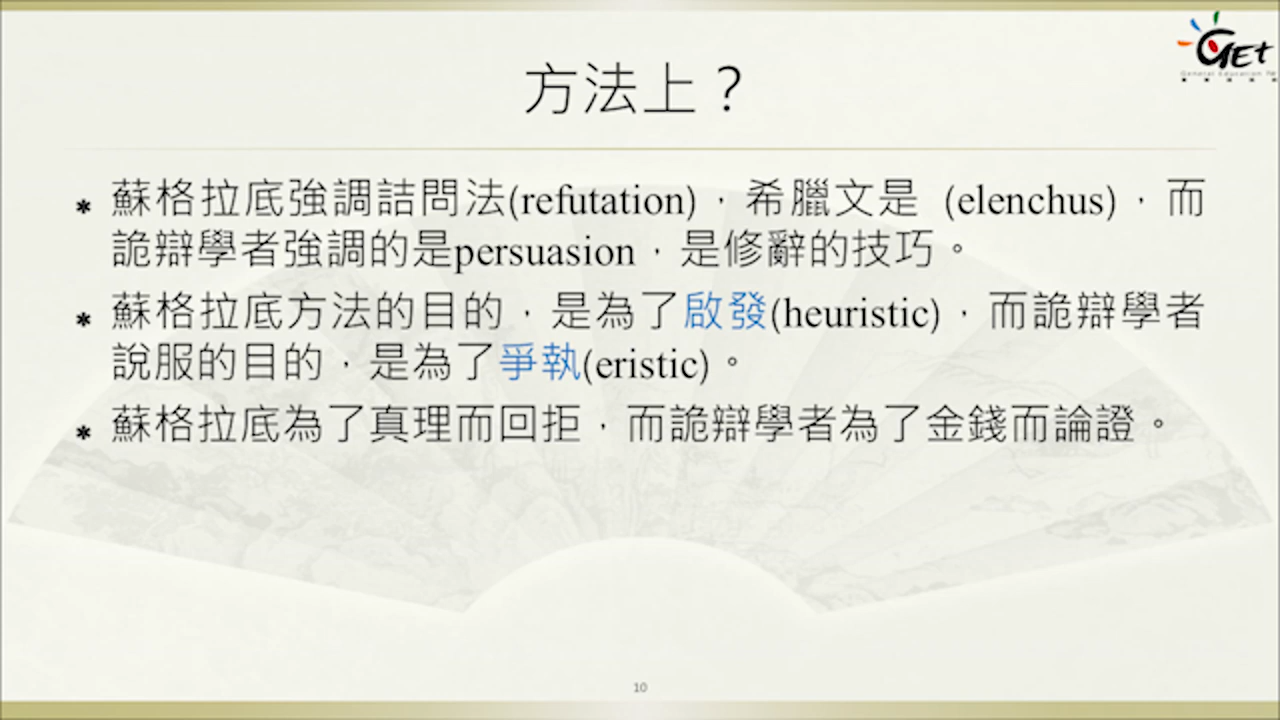 GEt
方法上？
蘇格拉底強調詰問法(refutation)，希臘文是 (elenchus)，而
詭辯學者強調的是persuasion，是修辭的技巧。
蘇格拉底方法的目的，是為了啟發(heuristic)，而詭辯學者
說服的目的，是為了爭執(eristic)。
蘇格拉底為了真理而回拒，而詭辯學者為了金錢而論證。
10